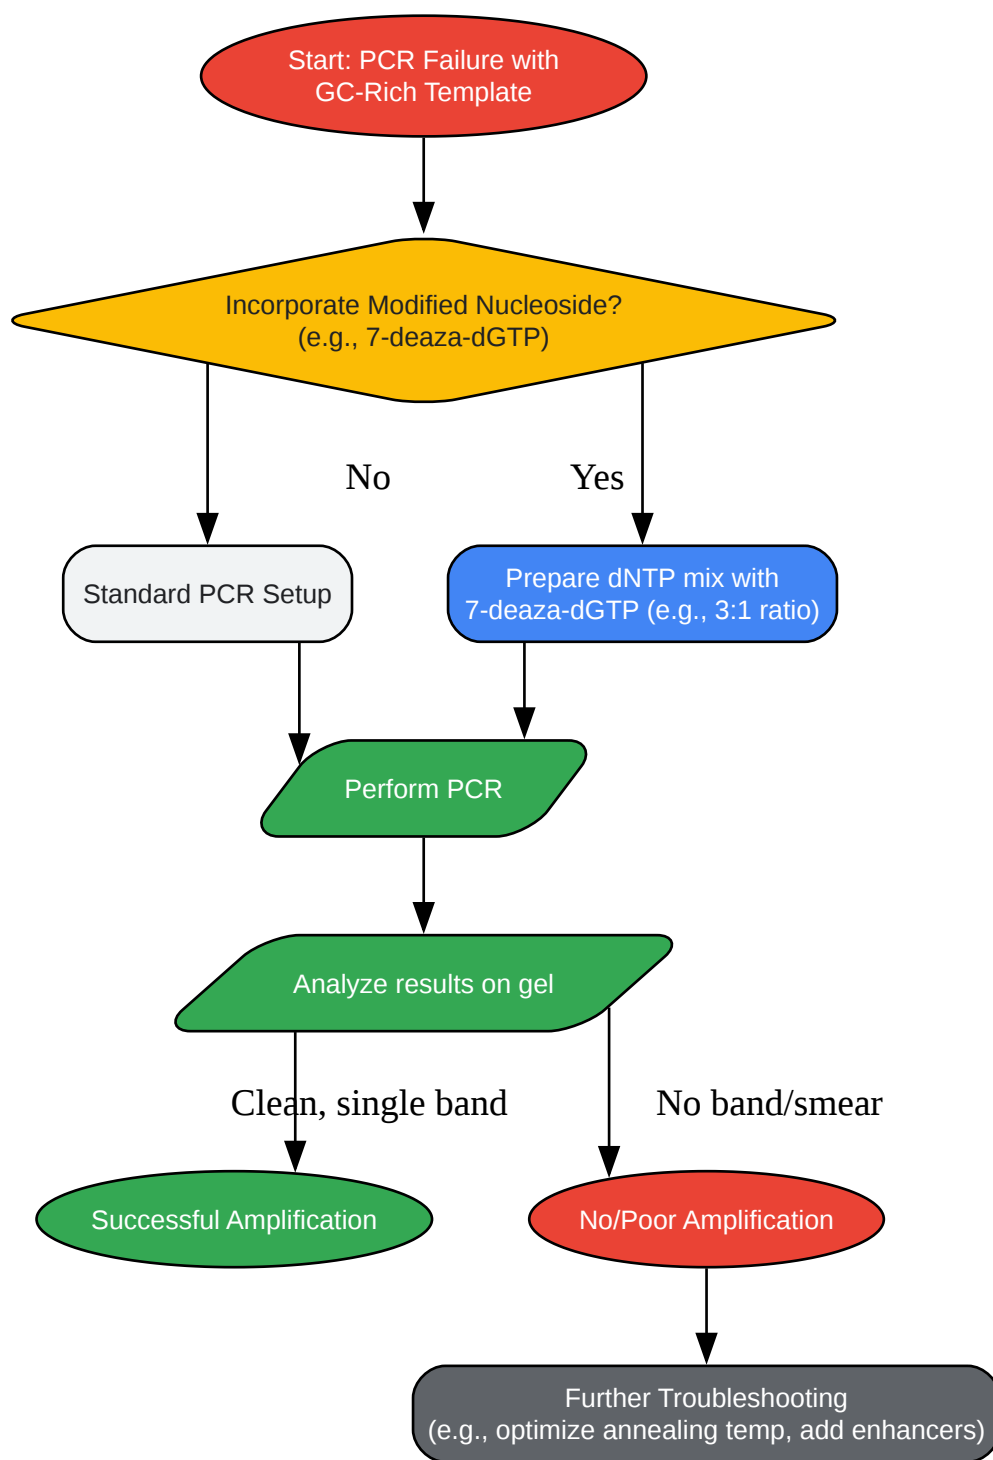 Start: PCR Failure with
GC-Rich Template
Incorporate Modified Nucleoside?
(e.g., 7-deaza-dGTP)
No
Yes
Standard PCR Setup
Prepare dNTP mix with
7-deaza-dGTP (e.g., 3:1 ratio)
Perform PCR
Analyze results on gel
Clean, single band
No band/smear
Successful Amplification
No/Poor Amplification
Further Troubleshooting
(e.g., optimize annealing temp, add enhancers)